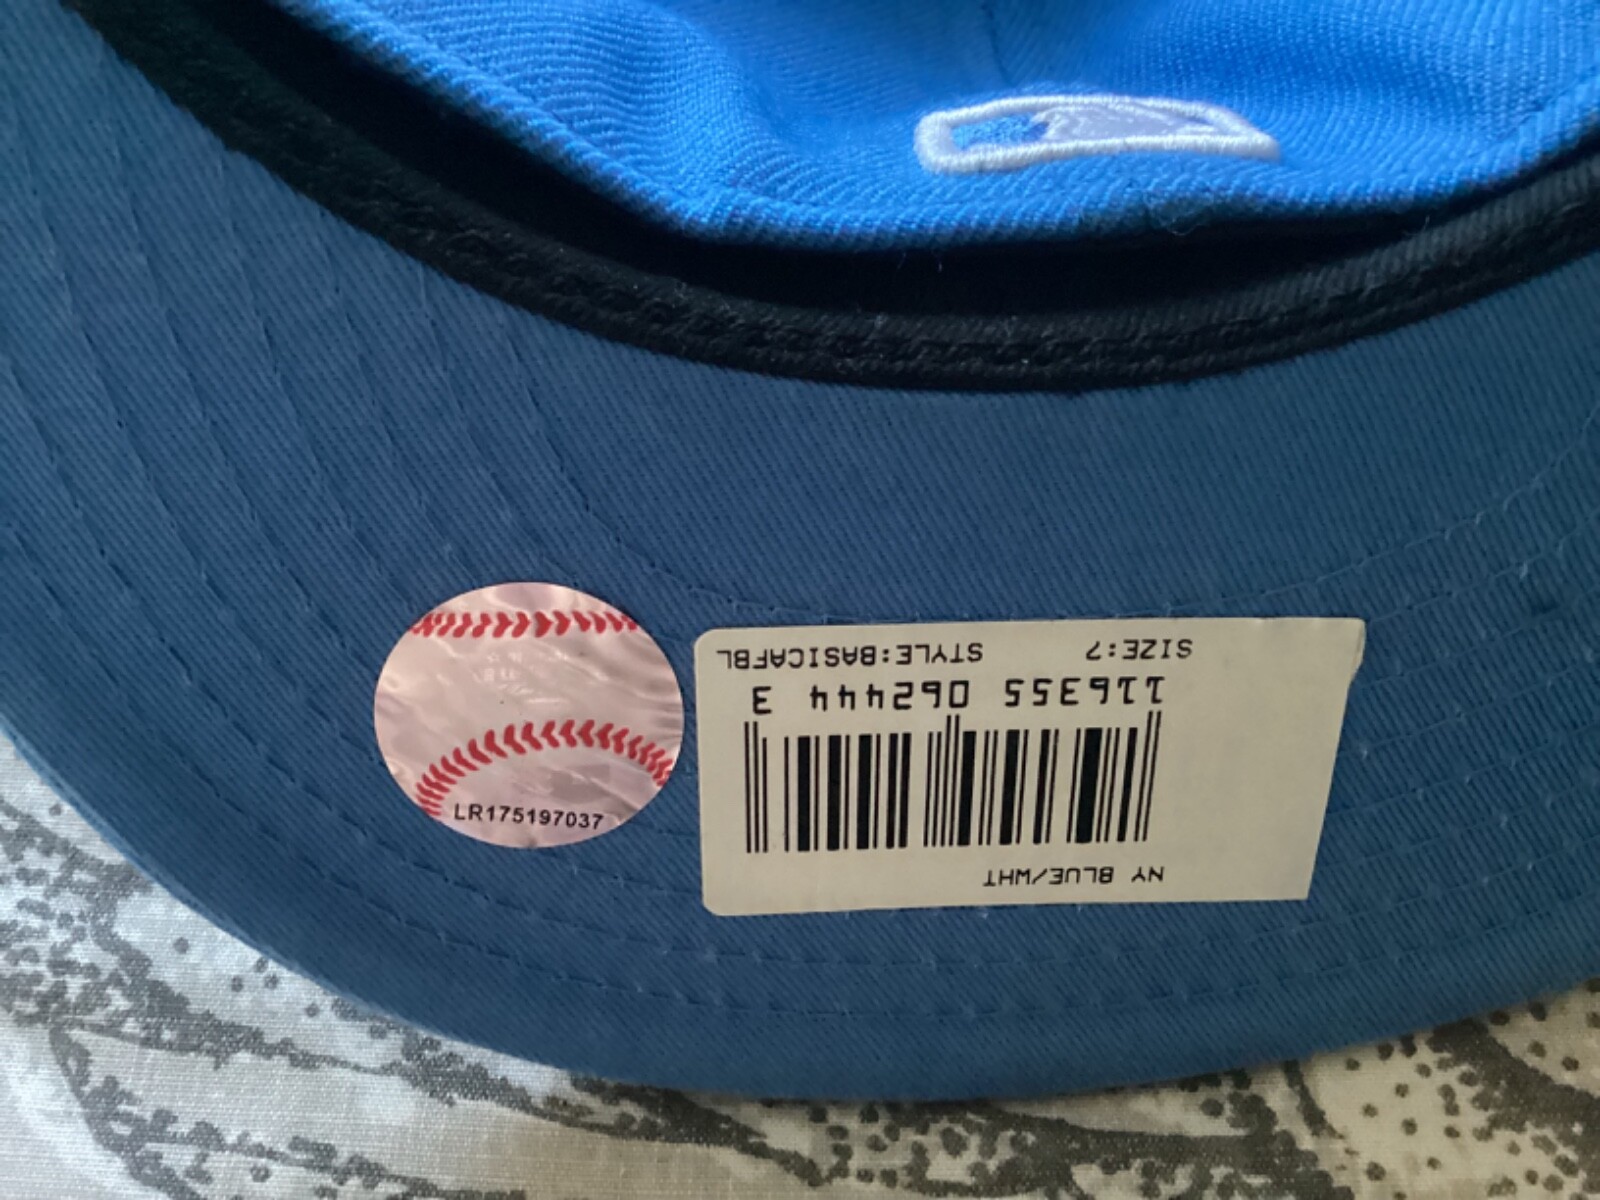 LR175197037
NY BLUE/WHT
116355 062444 3
SIZE:7 STYLE:BASICAFBL